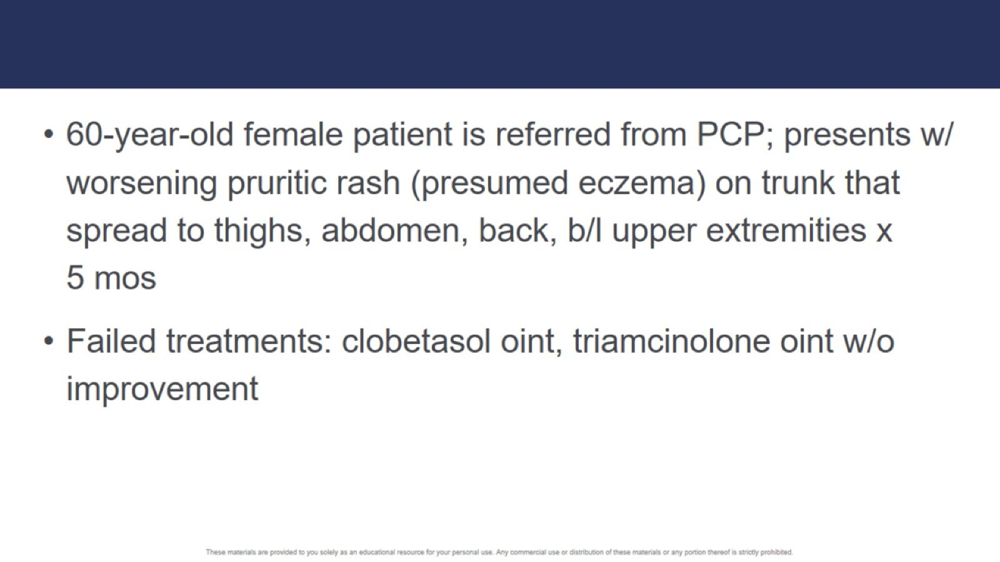 • 60-year-old female patient is referred from PCP; presents w/
worsening pruritic rash (presumed eczema) on trunk that
spread to thighs, abdomen, back, b/l upper extremities x
5 mos
• Failed treatments: clobetasol oint, triamcinolone oint w/o
improvement
These materials are provided to you solely as an educational resource for your personal use. Any commercial use or distribution of these materials or any portion thereof is strictly prohibited.